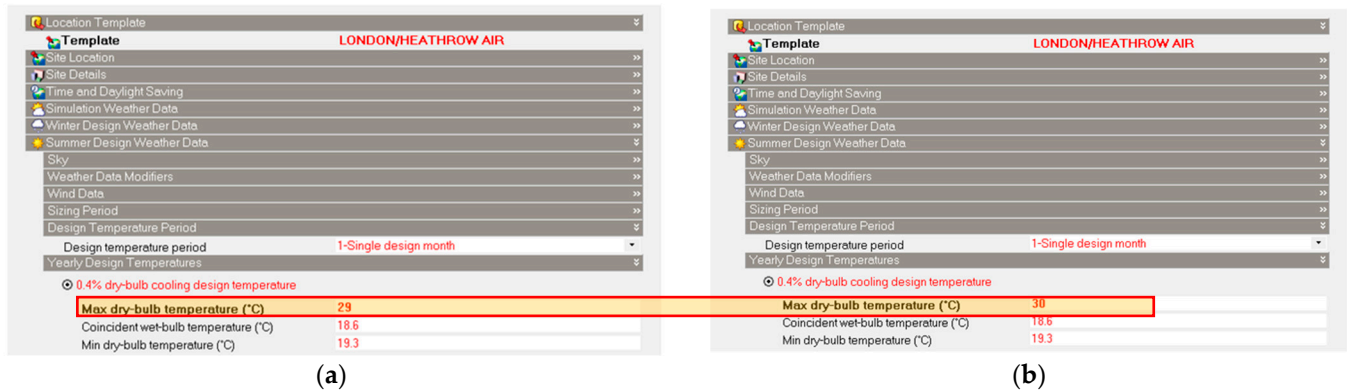 Location Template
Template LONDON/HEATHROW AIR
Site Location
Site Details
Time and Daylight Saving
Simulation Weather Data
Winter Design Weather Data
Summer Design Weather Data
Sky
Weather Data Modifiers
Wind Data
Sizing Period
Design Temperature Period
Design temperature period 1-Single design month
Yearly Design Temperatures
0.4% dry-bulb cooling design temperature
Max dry-bulb temperature (°C) 29
Coincident wet-bulb temperature (°C) 18.6
Min dry-bulb temperature (°C) 19.3
(a)
Location Template
Template LONDON/HEATHROW AIR
Site Location
Site Details
Time and Daylight Saving
Simulation Weather Data
Winter Design Weather Data
Summer Design Weather Data
Sky
Weather Data Modifiers
Wind Data
Sizing Period
Design Temperature Period
Design temperature period 1-Single design month
Yearly Design Temperatures
0.4% dry-bulb cooling design temperature
Max dry-bulb temperature (°C) 30
Coincident wet-bulb temperature (°C) 18.6
Min dry-bulb temperature (°C) 19.3
(b)